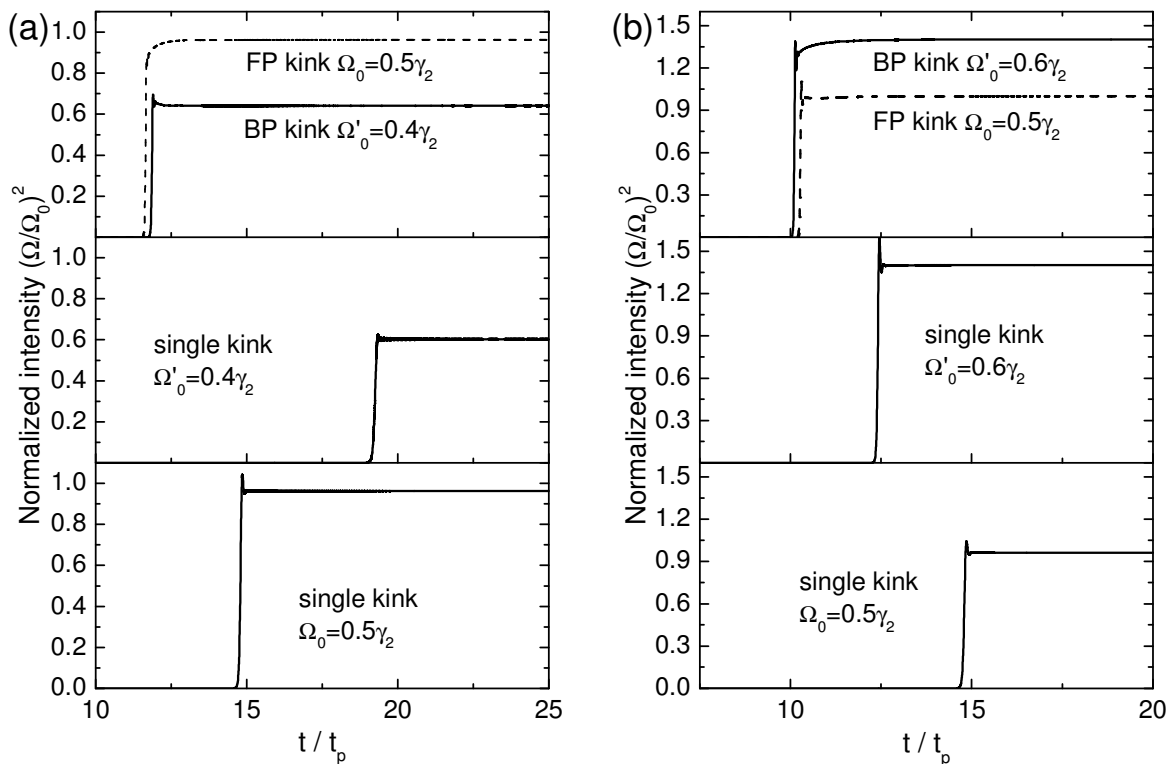 (a)
1.0
0.8
0.6
0.4
0.2
FP kink Ω₀=0.5γ₂
BP kink Ω'₀=0.4γ₂
1.0
0.8
0.6
0.4
0.2
single kink
Ω'₀=0.4γ₂
1.0
0.8
0.6
0.4
0.2
0.0
single kink
Ω₀=0.5γ₂
10
15
20
25
t / tₚ
Normalized intensity (Ω/Ω₀)²
(b)
1.5
1.2
0.9
0.6
0.3
BP kink Ω'₀=0.6γ₂
FP kink Ω₀=0.5γ₂
1.5
1.2
0.9
0.6
0.3
single kink
Ω'₀=0.6γ₂
1.5
1.2
0.9
0.6
0.3
0.0
single kink
Ω₀=0.5γ₂
10
15
20
t / tₚ
Normalized intensity (Ω/Ω₀)²